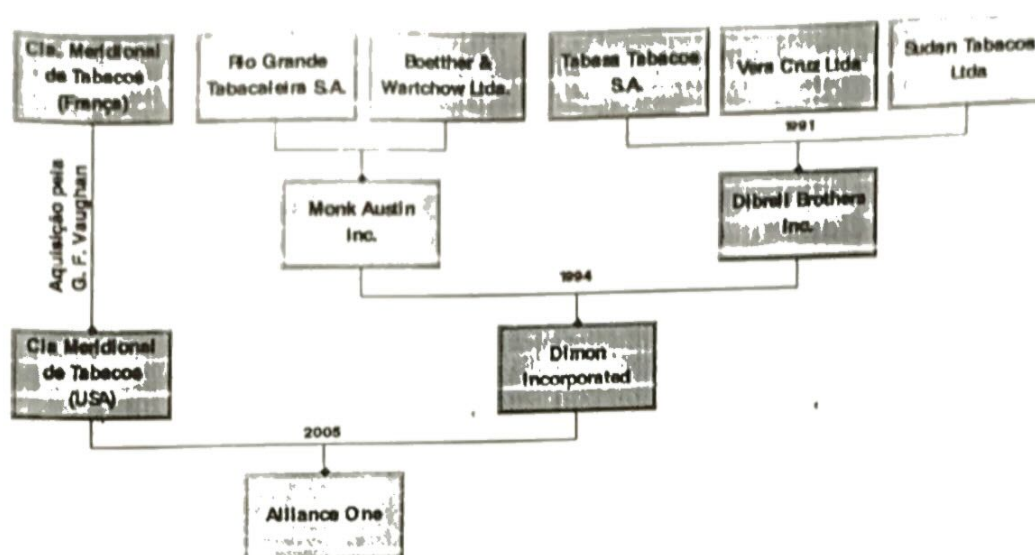 Cia. Meridional
de Tabacos
(França)
Rio Grande
Tabacaleira S.A.
Boetther &
Wartchow Ltda.
Tabasa Tabacos
S.A.
Vera Cruz Ltda
Sudan Tabacos
Ltda
1991
Aquisição pela
G. F. Vaughan
Monk Austin
Inc.
Dibrell Brothers
Inc.
1994
Cia Meridional
de Tabacos
(USA)
Dimon
Incorporated
2005
Alliance One